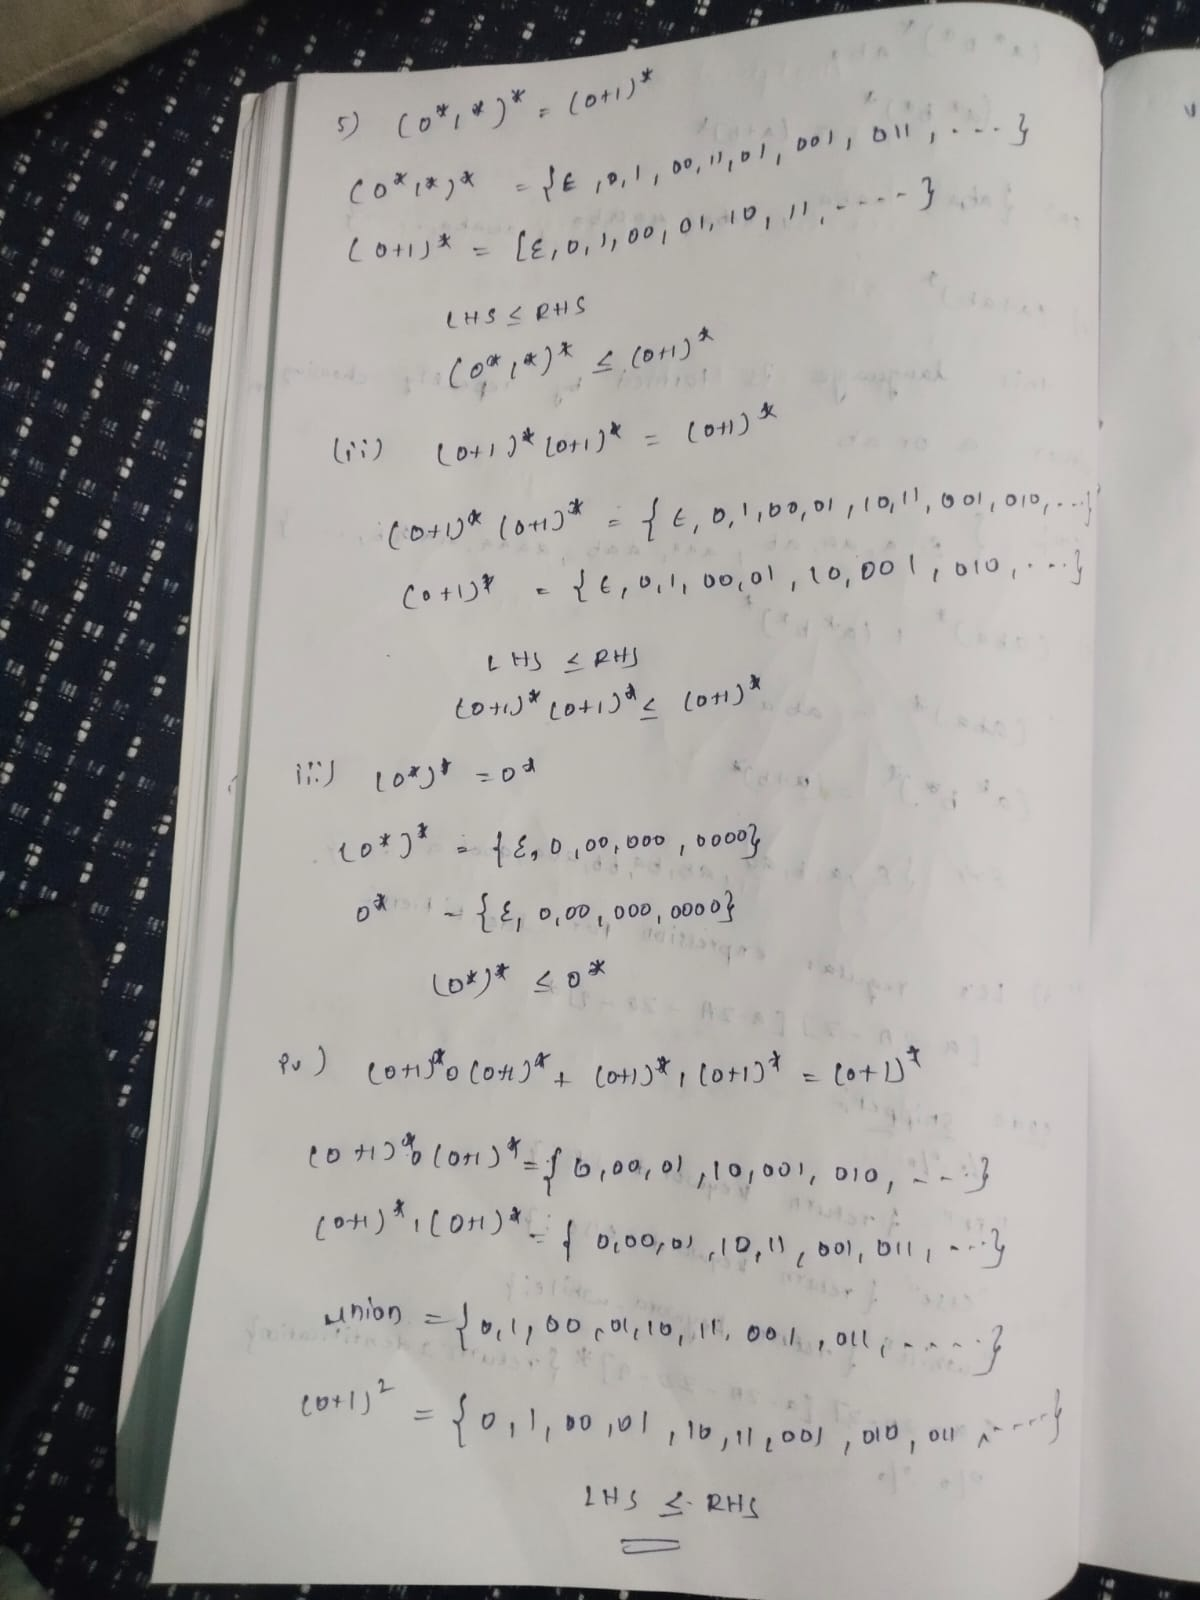 5) (0*1*)* = (0+1)*
(0*1*)* = {ε, 0, 1, 00, 11, 01, 001, 011, ....}
(0+1)* = [ε, 0, 1, 00, 01, 10, 11, ....}
LHS ≤ RHS
(0*1*)* ≤ (0+1)*
(ii) (0+1)* (0+1)* = (0+1)*
(0+1)* (0+1)* = {ε, 0, 1, 00, 01, 10, 11, 001, 010, ...}
(0+1)* = {ε, 0, 1, 00, 01, 10, 001, 010, ...}
LHS ≤ RHS
(0+1)* (0+1)* ≤ (0+1)*
iii) (0*)* = 0*
(0*)* = {ε, 0, 00, 000, 0000}
0* = {ε, 0, 00, 000, 0000}
(0*)* ≤ 0*
iv) (0+1)*0(0+1)* + (0+1)*1(0+1)* = (0+1)*
(0+1)*0(0+1)* = {0, 00, 01, 10, 001, 010, ...}
(0+1)*1(0+1)* = {0, 00, 01, 10, 11, 001, 011, ...}
union = {0, 1, 00, 01, 10, 11, 001, 011, ....}
(0+1)² = {0, 1, 00, 01, 10, 11, 001, 010, 011, ....}
LHS ≤ RHS